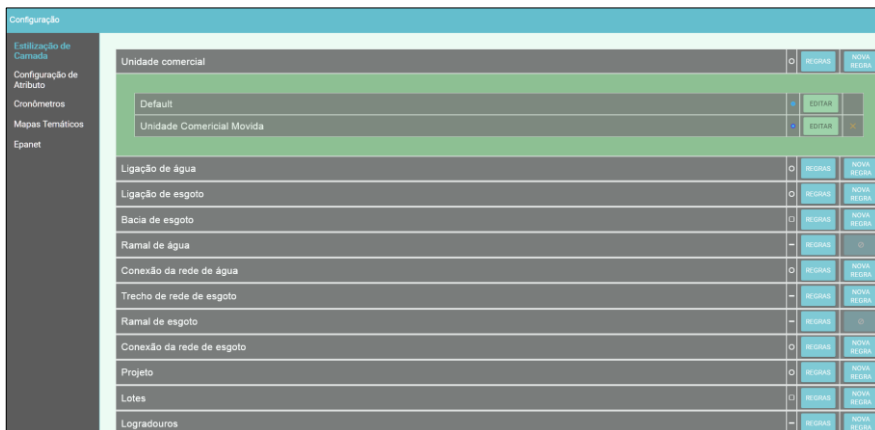 Configuração
Estilização de
Camada
Configuração de
Atributo
Cronômetros
Mapas Temáticos
Epanet
Unidade comercial
REGRAS
NOVA
REGRA
Default
EDITAR
Unidade Comericial Movida
EDITAR
Ligação de água
REGRAS
NOVA
REGRA
Ligação de esgoto
REGRAS
NOVA
REGRA
Bacia de esgoto
REGRAS
NOVA
REGRA
Ramal de água
REGRAS
Conexão da rede de água
REGRAS
NOVA
REGRA
Trecho de rede de esgoto
REGRAS
NOVA
REGRA
Ramal de esgoto
REGRAS
Conexão da rede de esgoto
REGRAS
NOVA
REGRA
Projeto
REGRAS
NOVA
REGRA
Lotes
REGRAS
NOVA
REGRA
Logradouros
REGRAS
NOVA
REGRA